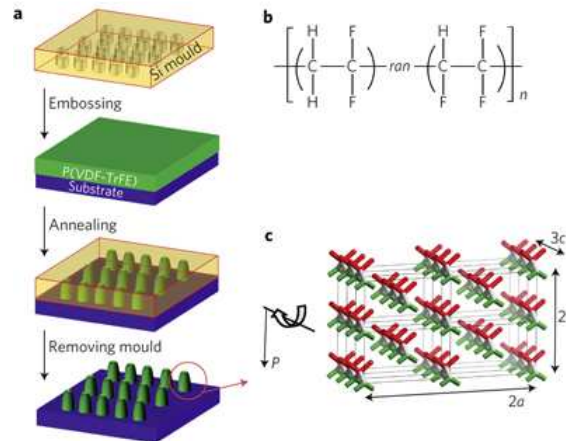 a
Si mould
Embossing
P(VDF-TrFE)
Substrate
Annealing
Removing mould
b
H F H F
C C ran C C
H F F F
n
c
3c
2
2a
P